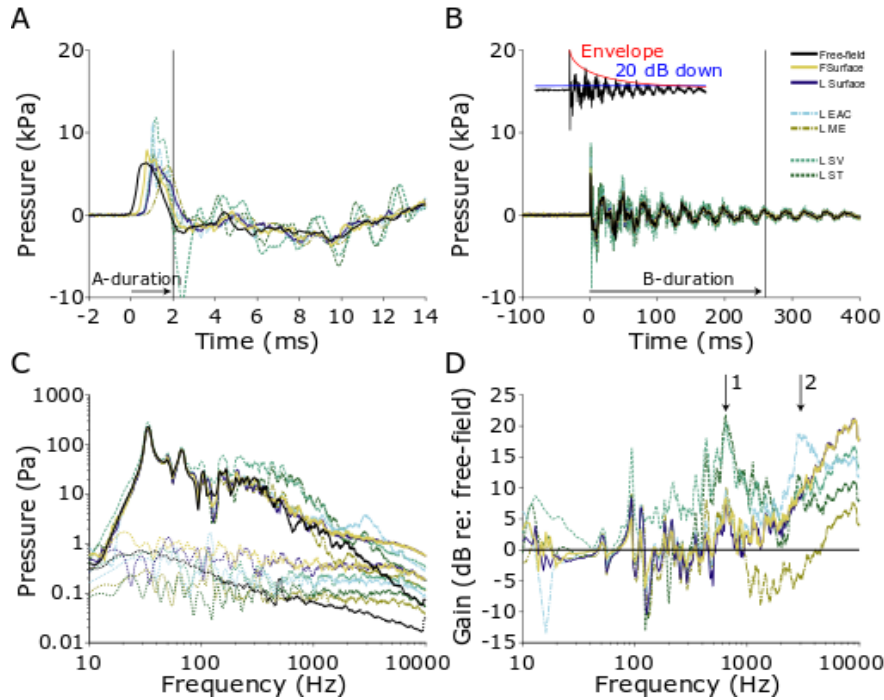 A
B
20
10
0
-10
Pressure (kPa)
A-duration
-2 0 2 4 6 8 10 12 14
Time (ms)
20
10
0
-10
Pressure (kPa)
Envelope
20 dB down
Free-field
FSurface
L Surface
L EAC
L ME
L SV
L ST
B-duration
-100 0 100 200 300 400
Time (ms)
C
D
1000
100
10
1
0.1
0.01
Pressure (Pa)
10 100 1000 10000
Frequency (Hz)
1
2
25
20
15
10
5
0
-5
-10
-15
Gain (dB re: free-field)
10 100 1000 10000
Frequency (Hz)